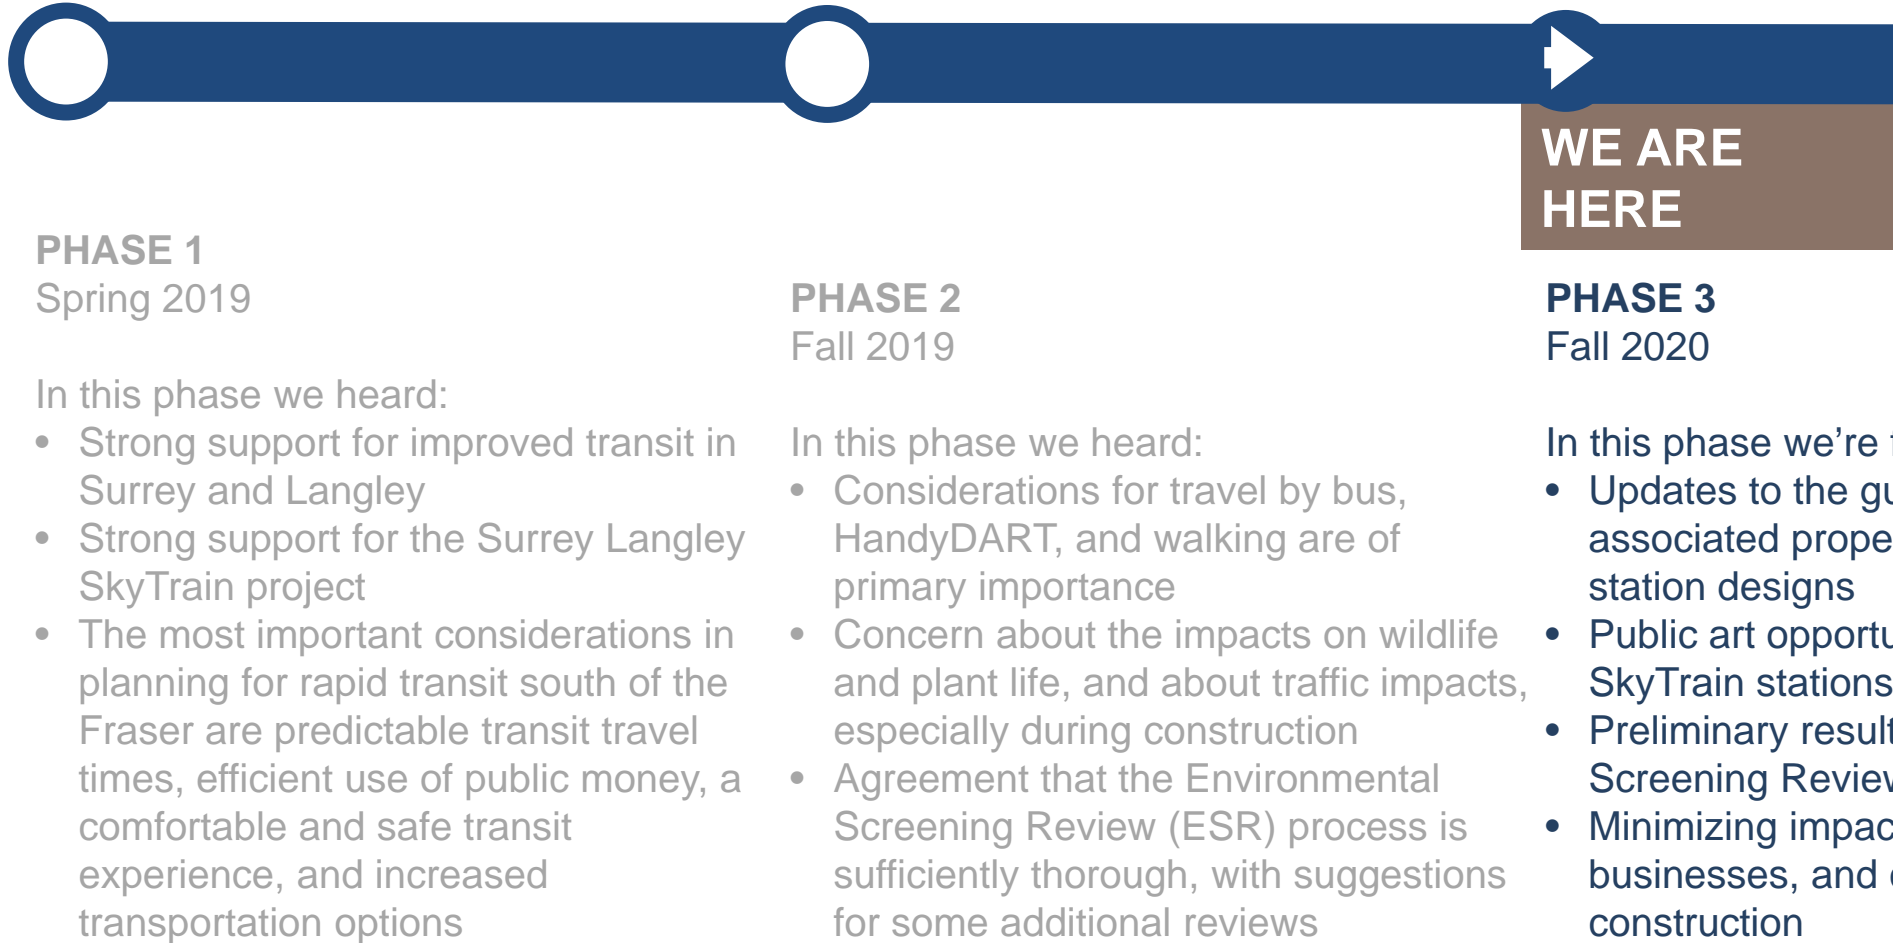 WE ARE
HERE
PHASE 1
Spring 2019
In this phase we heard:
• Strong support for improved transit in
Surrey and Langley
• Strong support for the Surrey Langley
SkyTrain project
• The most important considerations in
planning for rapid transit south of the
Fraser are predictable transit travel
times, efficient use of public money, a
comfortable and safe transit
experience, and increased
transportation options
PHASE 2
Fall 2019
In this phase we heard:
• Considerations for travel by bus,
HandyDART, and walking are of
primary importance
• Concern about the impacts on wildlife
and plant life, and about traffic impacts,
especially during construction
• Agreement that the Environmental
Screening Review (ESR) process is
sufficiently thorough, with suggestions
for some additional reviews
PHASE 3
Fall 2020
In this phase we’re
• Updates to the
associated
station designs
• Public art
SkyTrain stations
• Preliminary
Screening
• Minimizing
businesses, and
construction